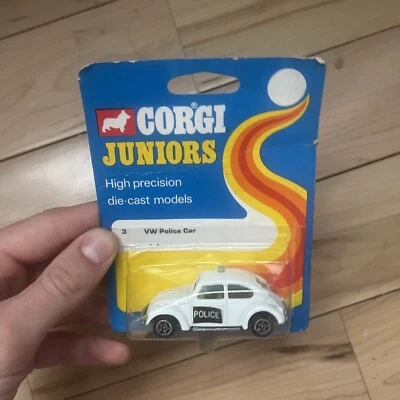 CORGI®
JUNIORS
High precision
die-cast models
3 VW Police Car
POLICE